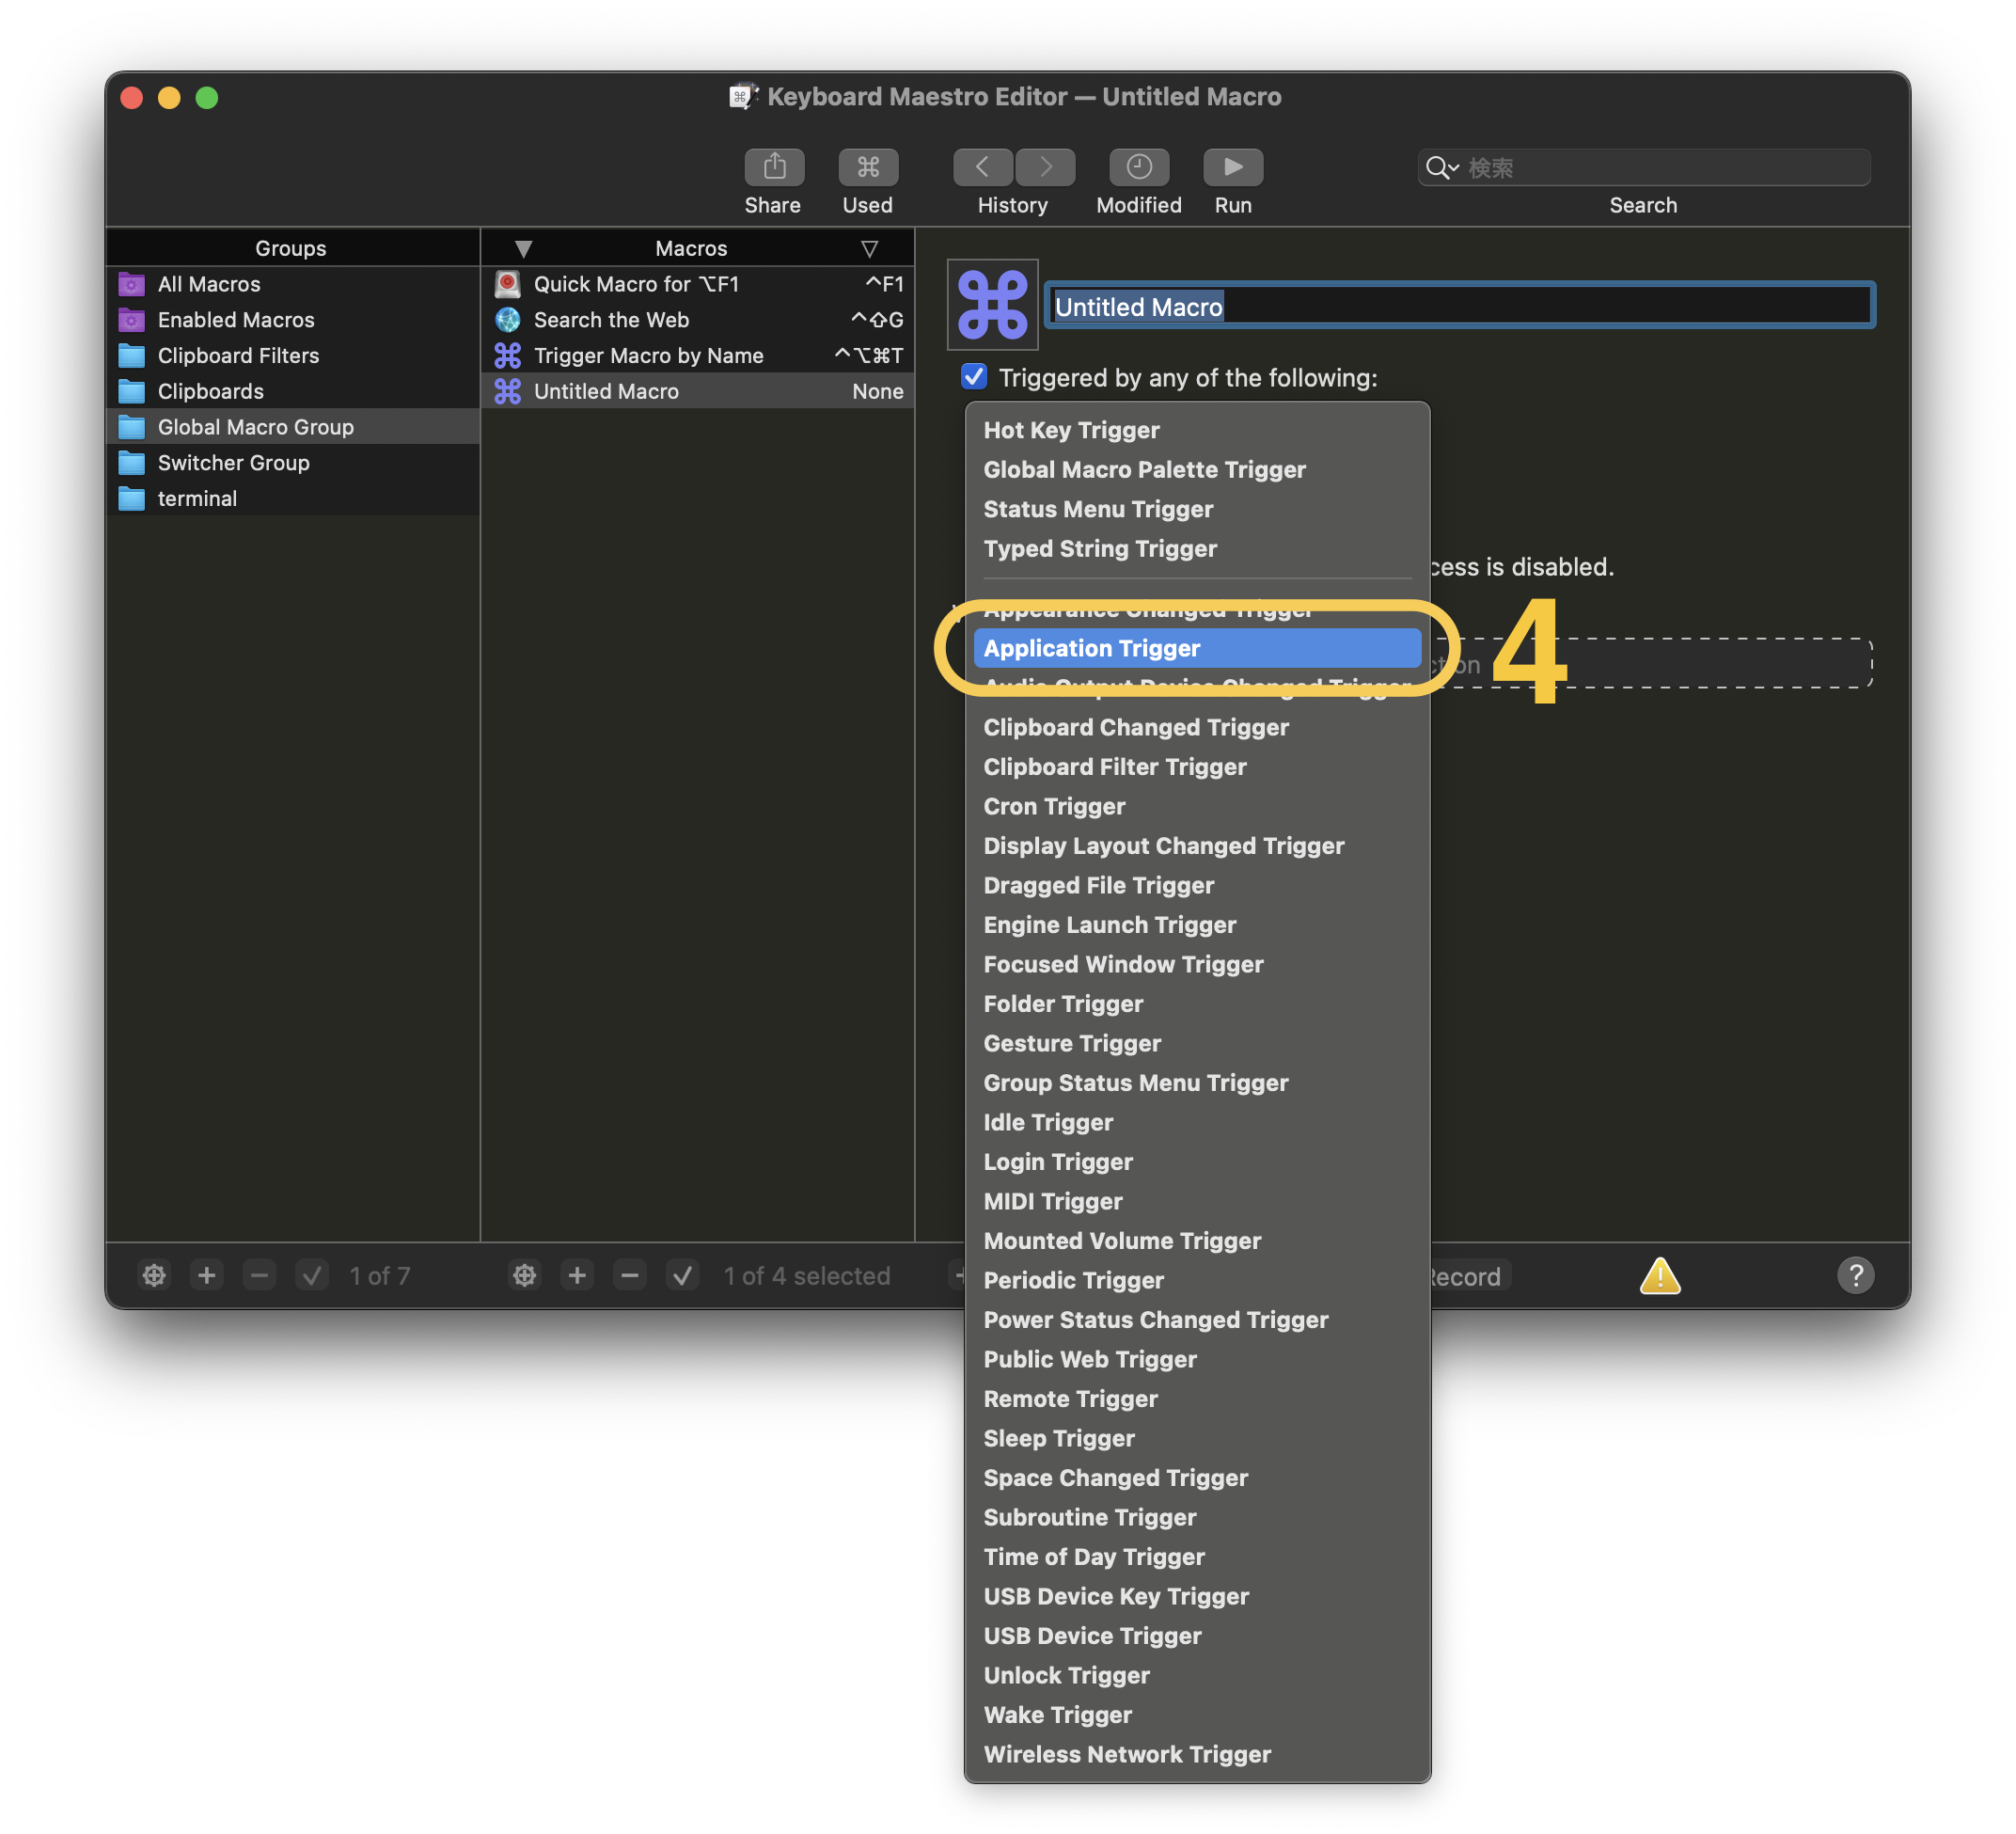 Keyboard Maestro Editor — Untitled Macro
Share
Used
History
Modified
Run
検索
Search
Groups
All Macros
Enabled Macros
Clipboard Filters
Clipboards
Global Macro Group
Switcher Group
terminal
Macros
Quick Macro for ⌥F1 ^F1
Search the Web ^⇧G
Trigger Macro by Name ^⌥⌘T
Untitled Macro None
Untitled Macro
Triggered by any of the following:
Hot Key Trigger
Global Macro Palette Trigger
Status Menu Trigger
Typed String Trigger
cess is disabled.
Appearance Changed Trigger
Application Trigger
ction
4
Audio Output Device Changed Trigger
Clipboard Changed Trigger
Clipboard Filter Trigger
Cron Trigger
Display Layout Changed Trigger
Dragged File Trigger
Engine Launch Trigger
Focused Window Trigger
Folder Trigger
Gesture Trigger
Group Status Menu Trigger
Idle Trigger
Login Trigger
MIDI Trigger
Mounted Volume Trigger
Periodic Trigger
Power Status Changed Trigger
Public Web Trigger
Remote Trigger
Sleep Trigger
Space Changed Trigger
Subroutine Trigger
Time of Day Trigger
USB Device Key Trigger
USB Device Trigger
Unlock Trigger
Wake Trigger
Wireless Network Trigger
1 of 7
1 of 4 selected
Record
?